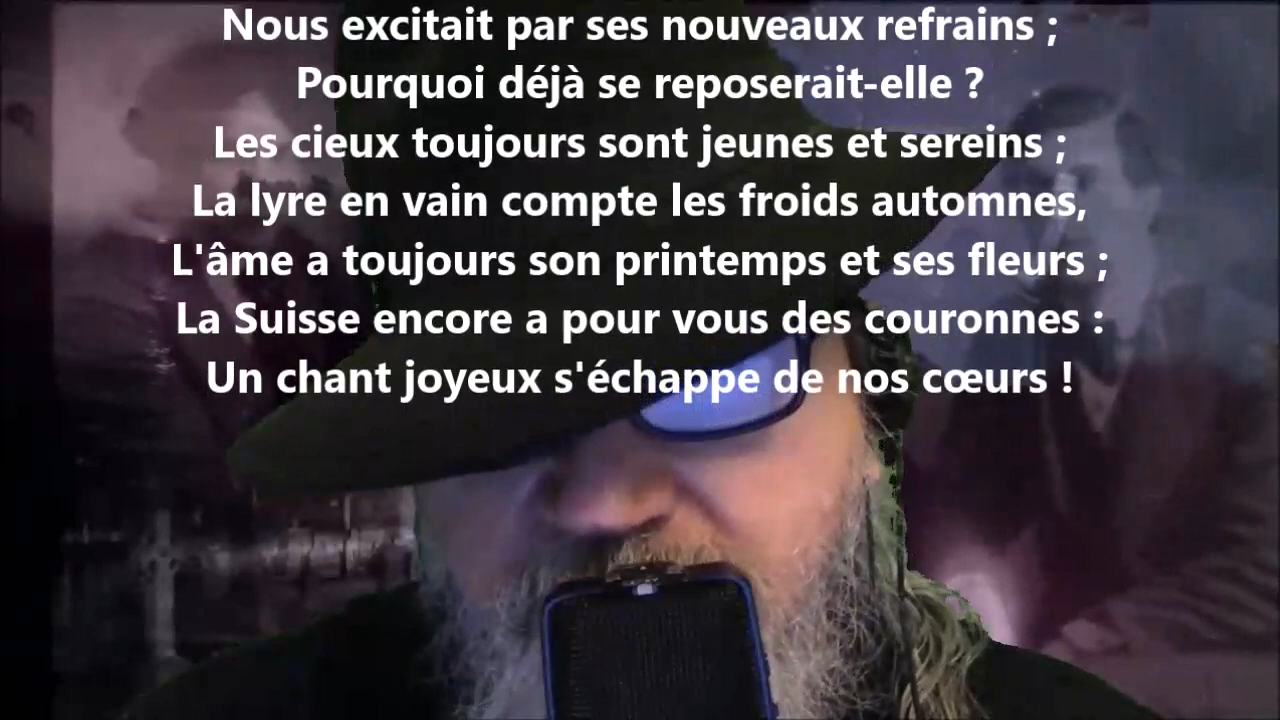 Nous excitait par ses nouveaux refrains ;
Pourquoi déjà se reposerait-elle ?
Les cieux toujours sont jeunes et sereins ;
La lyre en vain compte les froids automnes,
L'âme a toujours son printemps et ses fleurs ;
La Suisse encore a pour vous des couronnes :
Un chant joyeux s'échappe de nos cœurs !